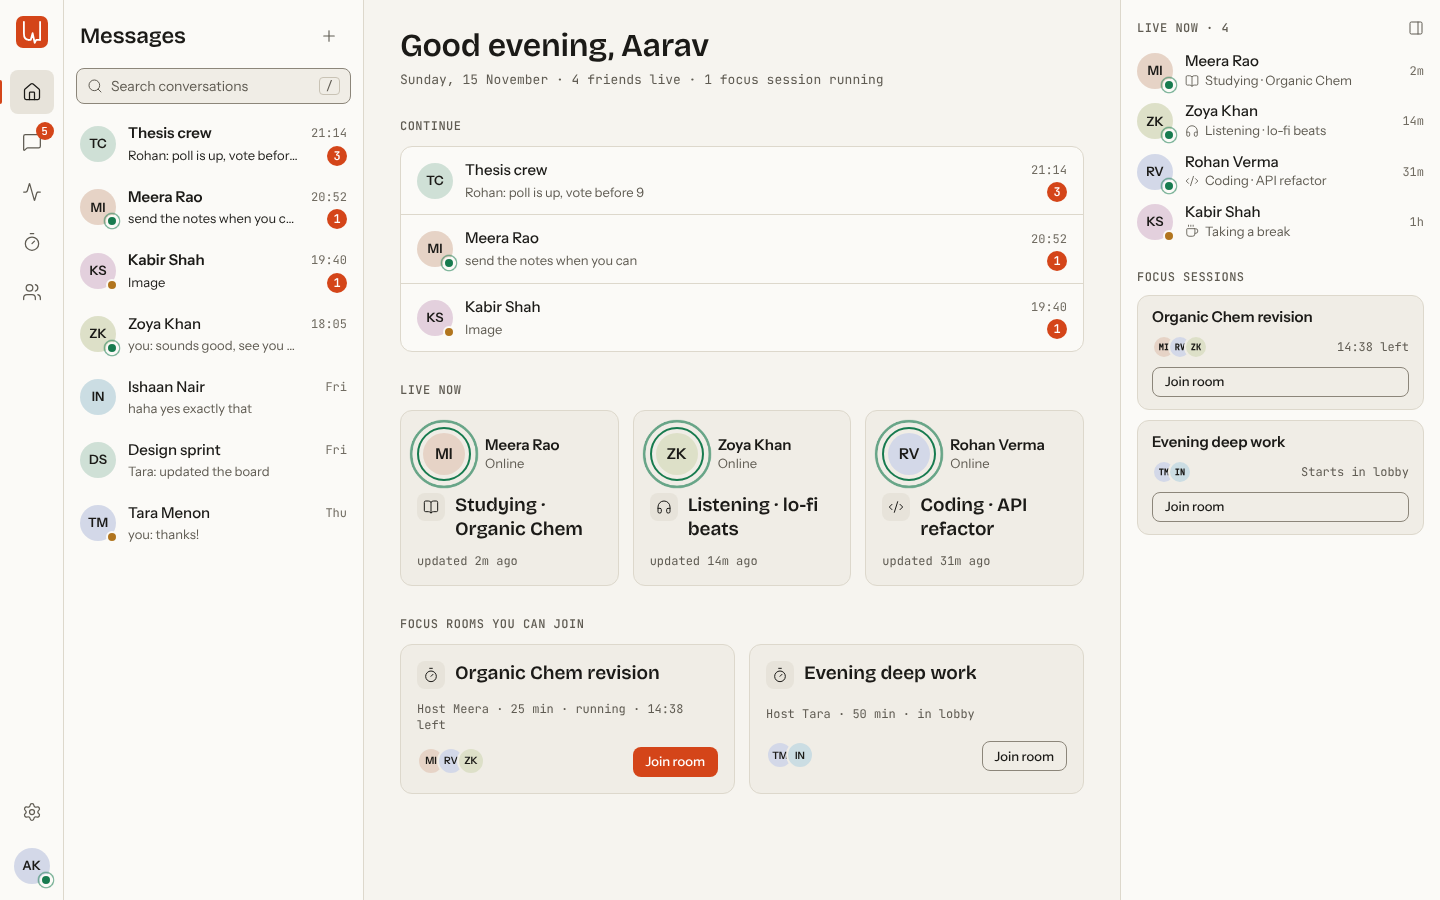 Messages
Search conversations
/
5
TC
Thesis crew
21:14
Rohan: poll is up, vote befor...
3
MI
Meera Rao
20:52
send the notes when you c...
1
KS
Kabir Shah
19:40
Image
1
ZK
Zoya Khan
18:05
you: sounds good, see you ...
IN
Ishaan Nair
Fri
haha yes exactly that
DS
Design sprint
Fri
Tara: updated the board
TM
Tara Menon
Thu
you: thanks!
AK
Good evening, Aarav
Sunday, 15 November · 4 friends live · 1 focus session running
CONTINUE
TC
Thesis crew
21:14
Rohan: poll is up, vote before 9
3
MI
Meera Rao
20:52
send the notes when you can
1
KS
Kabir Shah
19:40
Image
1
LIVE NOW
MI
Meera Rao
Online
Studying ·
Organic Chem
updated 2m ago
ZK
Zoya Khan
Online
Listening · lo-fi
beats
updated 14m ago
RV
Rohan Verma
Online
Coding · API
refactor
updated 31m ago
FOCUS ROOMS YOU CAN JOIN
Organic Chem revision
Host Meera · 25 min · running · 14:38
left
MI RV ZK
Join room
Evening deep work
Host Tara · 50 min · in lobby
TM IN
Join room
LIVE NOW · 4
MI
Meera Rao
2m
Studying · Organic Chem
ZK
Zoya Khan
14m
Listening · lo-fi beats
RV
Rohan Verma
31m
Coding · API refactor
KS
Kabir Shah
1h
Taking a break
FOCUS SESSIONS
Organic Chem revision
MI RV ZK
14:38 left
Join room
Evening deep work
TM IN
Starts in lobby
Join room